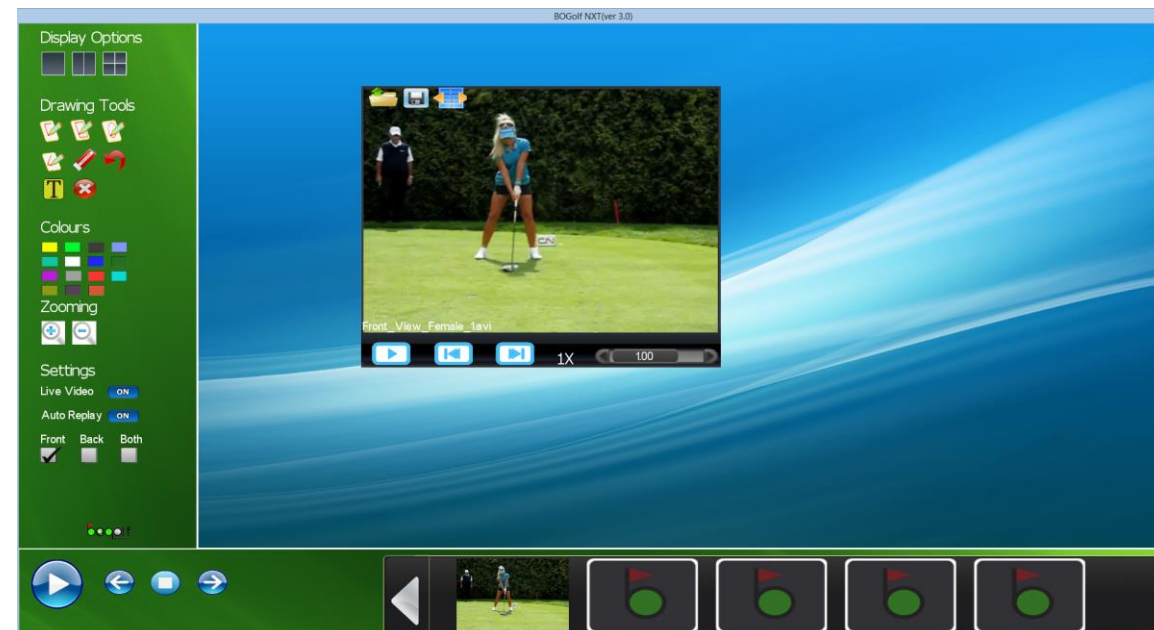 BOGolf NXT(ver 3.0)
Display Options
Drawing Tools
T
Colours
Zooming
Settings
Live Video ON
Auto Replay ON
Front Back Both
CN
Front_View_Female_1.avi
1X 1.00